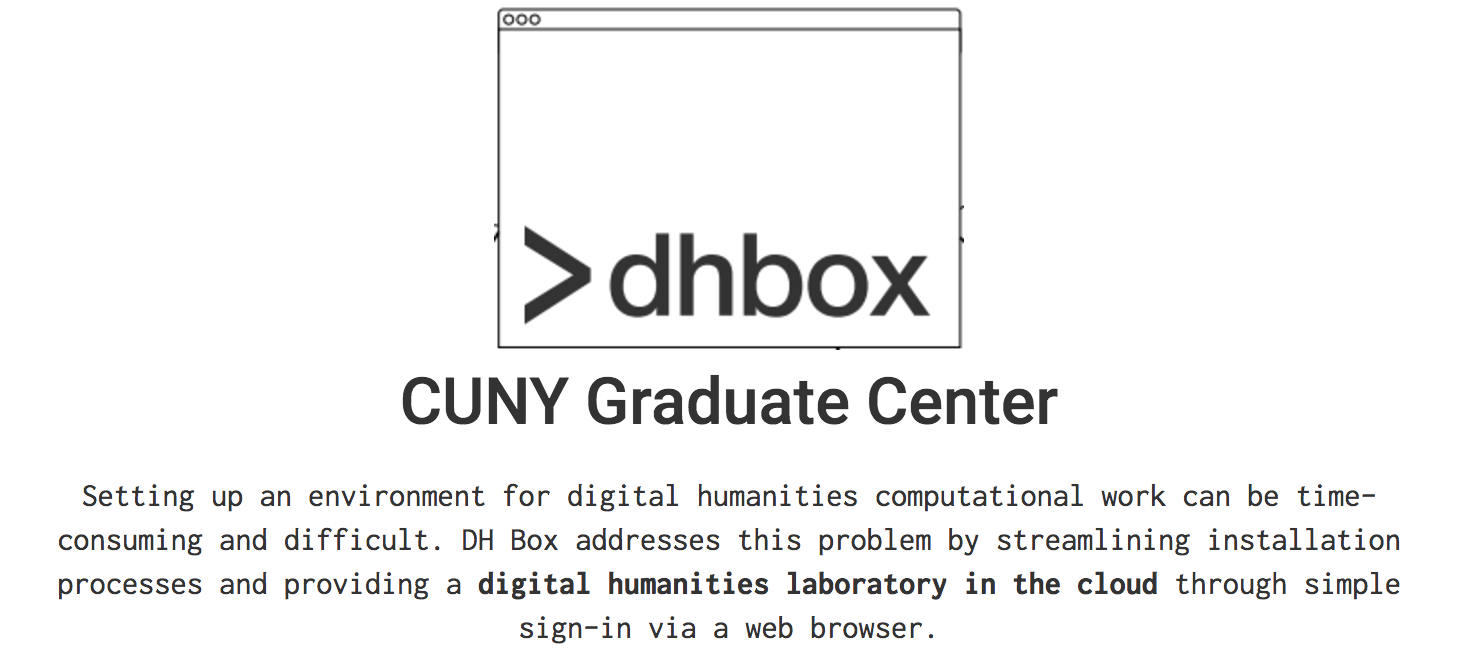 >dhbox
CUNY Graduate Center
Setting up an environment for digital humanities computational work can be time-
consuming and difficult. DH Box addresses this problem by streamlining installation
processes and providing a digital humanities laboratory in the cloud through simple
sign-in via a web browser.